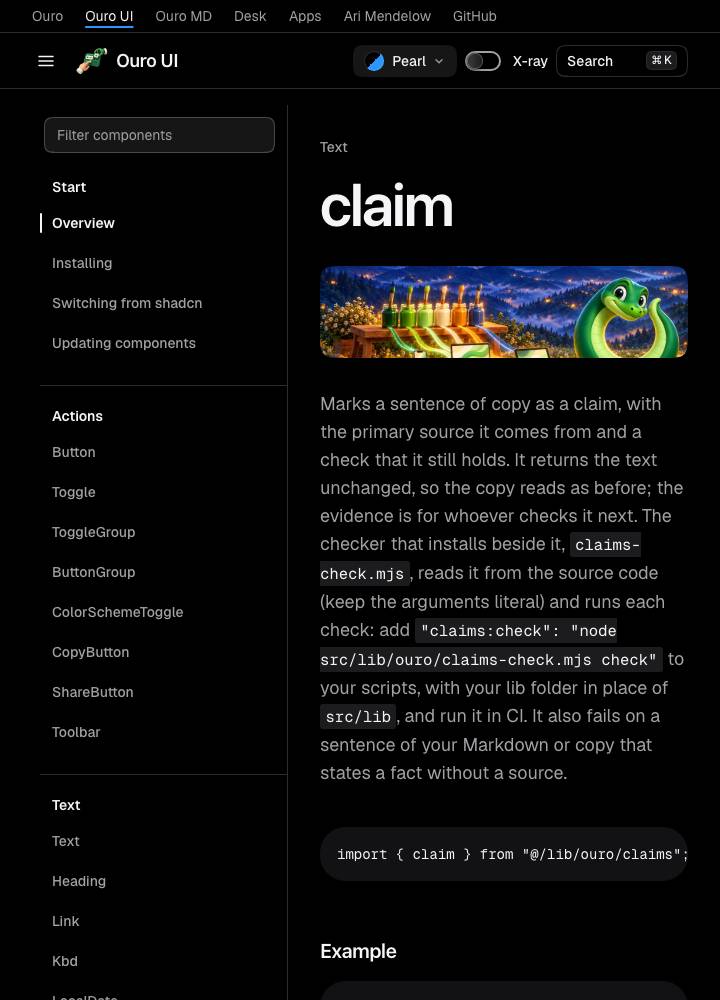 Ouro Ouro UI Ouro MD Desk Apps Ari Mendelow GitHub
Ouro UI Pearl X-ray Search ⌘ K
Filter components
Start
Overview
Installing
Switching from shadcn
Updating components
Actions
Button
Toggle
ToggleGroup
ButtonGroup
ColorSchemeToggle
CopyButton
ShareButton
Toolbar
Text
Text
Heading
Link
Kbd
LocalDate
Text
claim
Marks a sentence of copy as a claim, with
the primary source it comes from and a
check that it still holds. It returns the text
unchanged, so the copy reads as before; the
evidence is for whoever checks it next. The
checker that installs beside it, claims-
check.mjs, reads it from the source code
(keep the arguments literal) and runs each
check: add "claims:check": "node
src/lib/ouro/claims-check.mjs check" to
your scripts, with your lib folder in place of
src/lib, and run it in CI. It also fails on a
sentence of your Markdown or copy that
states a fact without a source.
import { claim } from "@/lib/ouro/claims";
Example